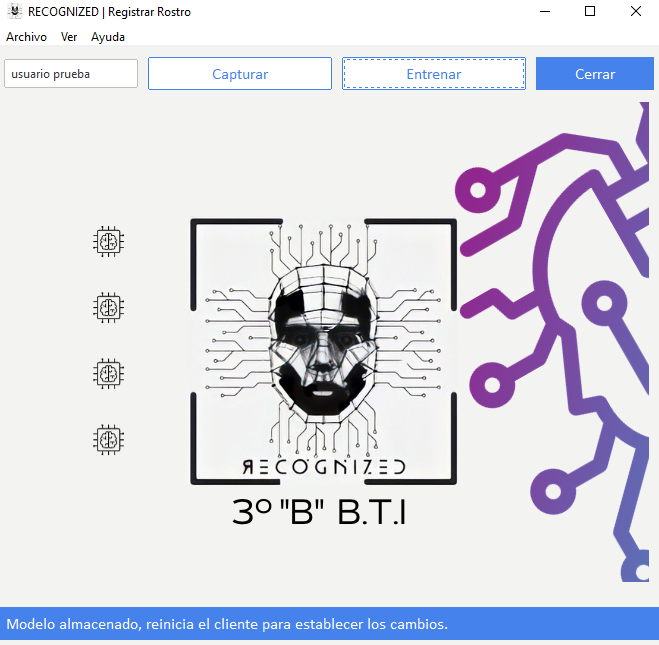 RECOGNIZED | Registrar Rostro
Archivo Ver Ayuda
usuario prueba Capturar Entrenar Cerrar
RECOGNIZED
3º "B" B.T.I
Modelo almacenado, reinicia el cliente para establecer los cambios.